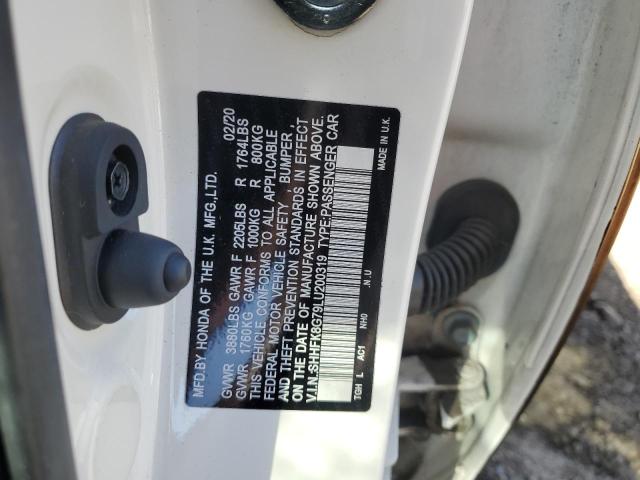 MFD.BY HONDA OF THE U.K. MFG.,LTD. 02/20
GVWR 3880LBS GAWR F 2205LBS R 1764LBS
GVWR 1760KG GAWR F 1000KG R 800KG
THIS VEHICLE CONFORMS TO ALL APPLICABLE
FEDERAL MOTOR VEHICLE SAFETY, BUMPER,
AND THEFT PREVENTION STANDARDS IN EFFECT
ON THE DATE OF MANUFACTURE SHOWN ABOVE.
V.I.N.:SHHFK8G79LU200319 TYPE:PASSENGER CAR
TGH L AC1 NH0 N.U MADE IN U.K.